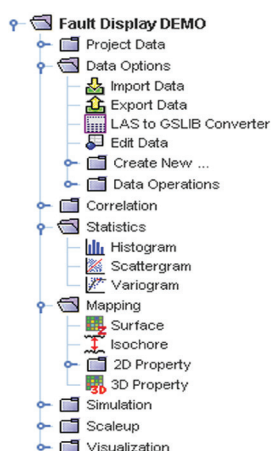 Fault Display DEMO
Project Data
Data Options
Import Data
Export Data
LAS to GSLIB Converter
Edit Data
Create New ...
Data Operations
Correlation
Statistics
Histogram
Scattergram
Variogram
Mapping
Surface
Isochore
2D Property
3D Property
Simulation
Scaleup
Visualization